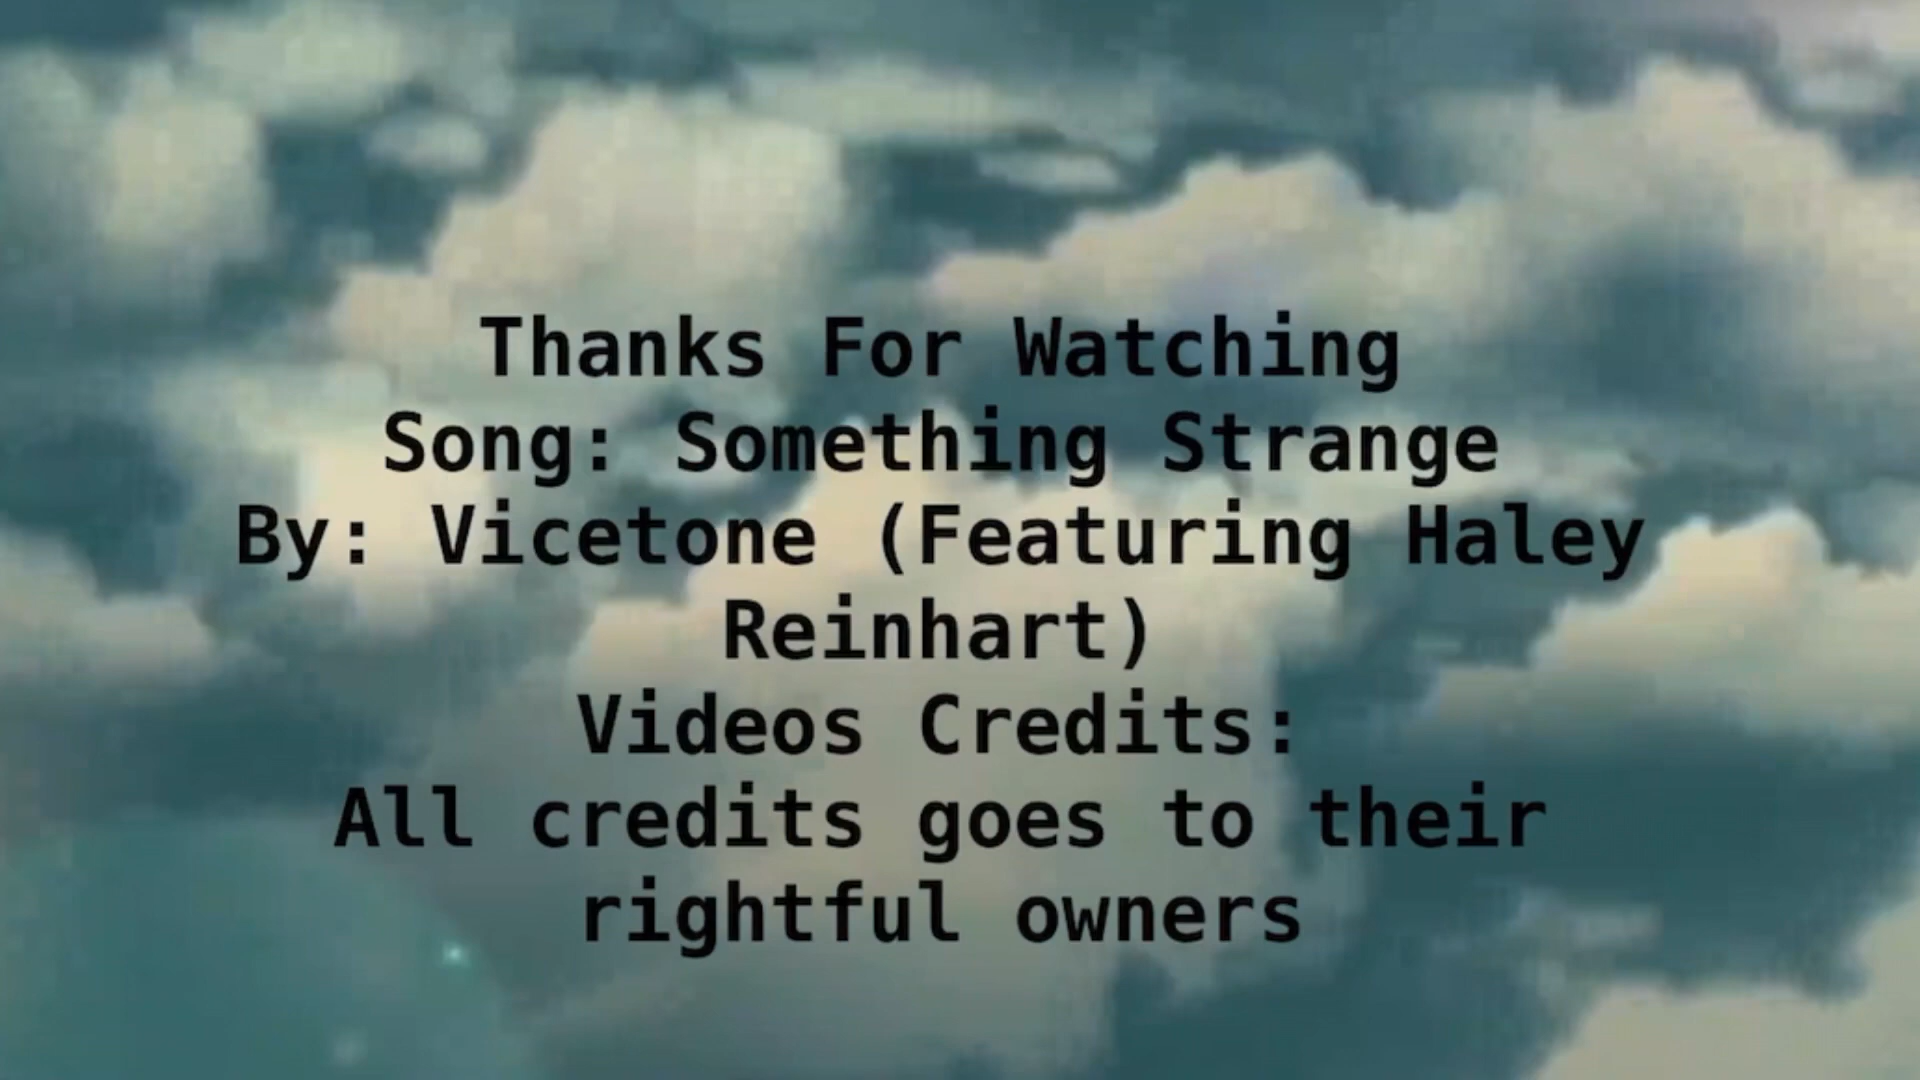 Thanks For Watching
Song: Something Strange
By: Vicetone (Featuring Haley
Reinhart)
Videos Credits:
All credits goes to their
rightful owners